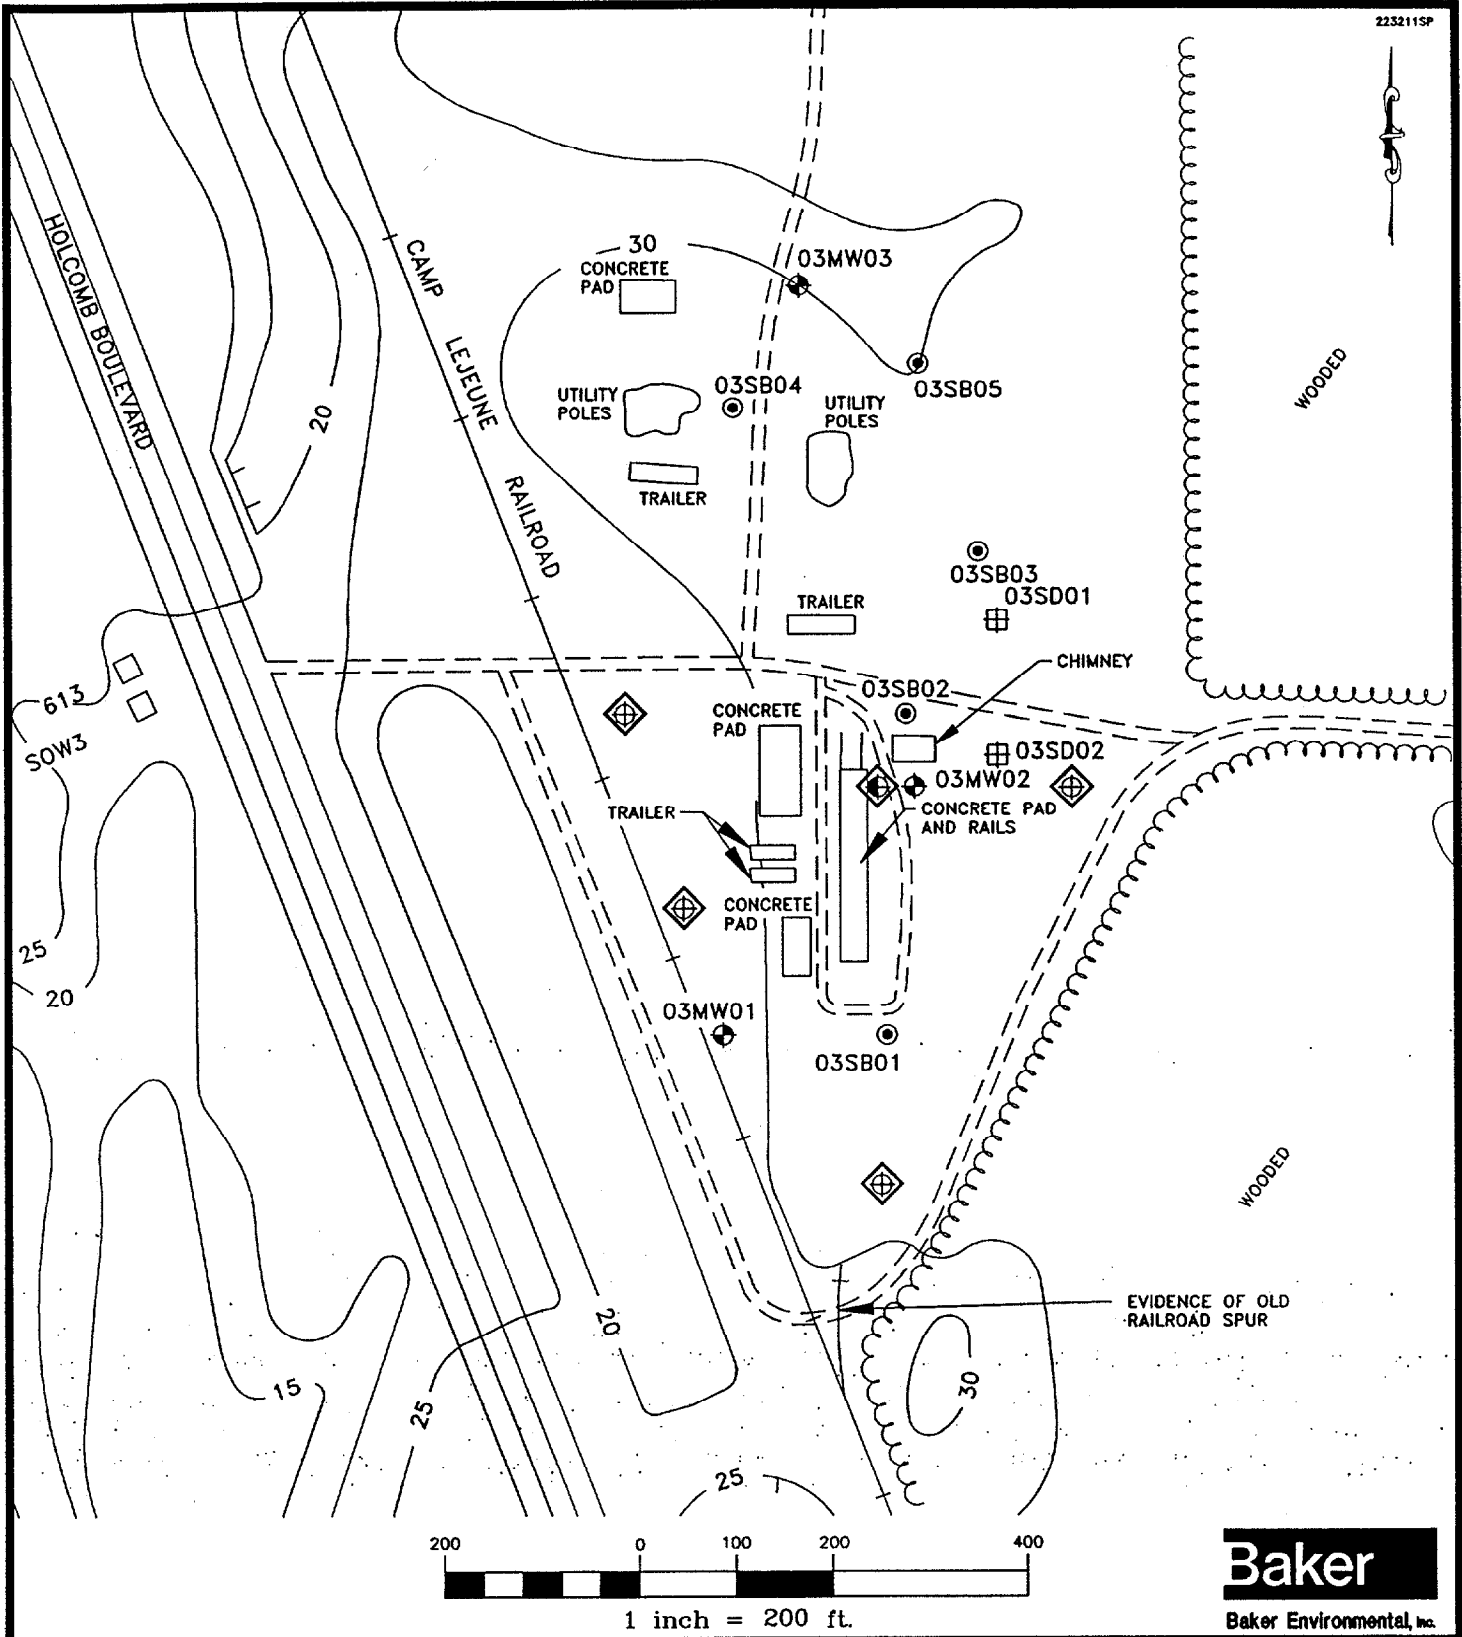 223211SP
HOLCOMB BOULEVARD
CAMP LEJEUNE RAILROAD
30
CONCRETE
PAD
03MW03
20
UTILITY
POLES
03SB04
03SB05
UTILITY
POLES
WOODED
TRAILER
03SB03
03SD01
TRAILER
CHIMNEY
613
SOW3
03SB02
CONCRETE
PAD
03SD02
03MW02
TRAILER
CONCRETE PAD
AND RAILS
CONCRETE
PAD
25
20
03MW01
03SB01
WOODED
EVIDENCE OF OLD
RAILROAD SPUR
20
15
25
30
25
200 0 100 200 400
1 inch = 200 ft.
Baker
Baker Environmental, Inc.